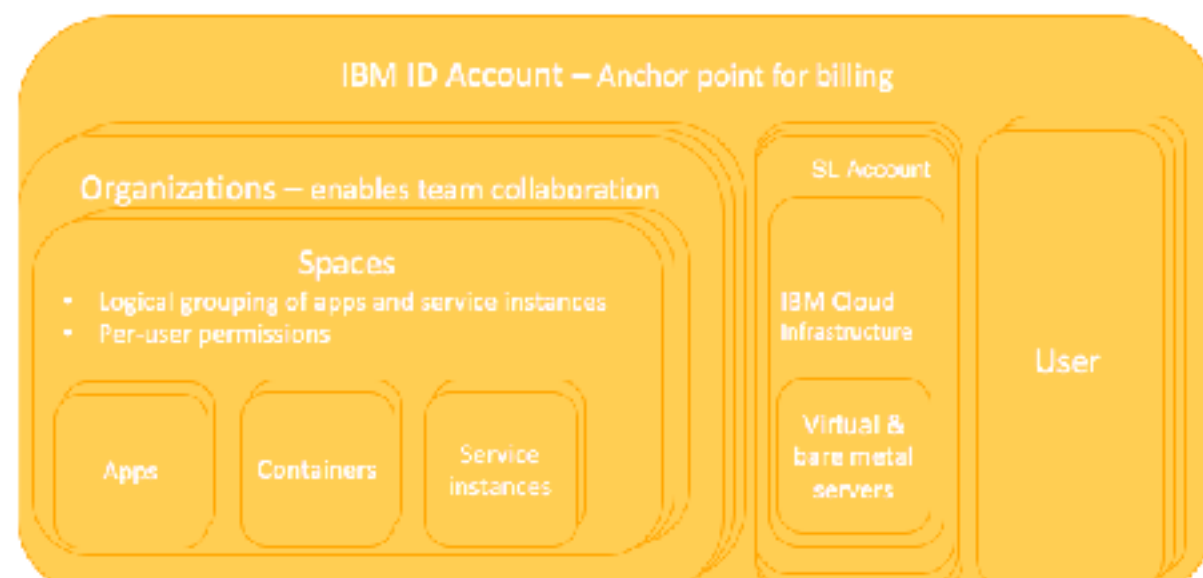 IBM ID Account – Anchor point for billing
Organizations – enables team collaboration
Spaces
• Logical grouping of apps and service instances
• Per-user permissions
Apps
Containers
Service
instances
SL Account
IBM Cloud
Infrastructure
Virtual &
bare metal
servers
User